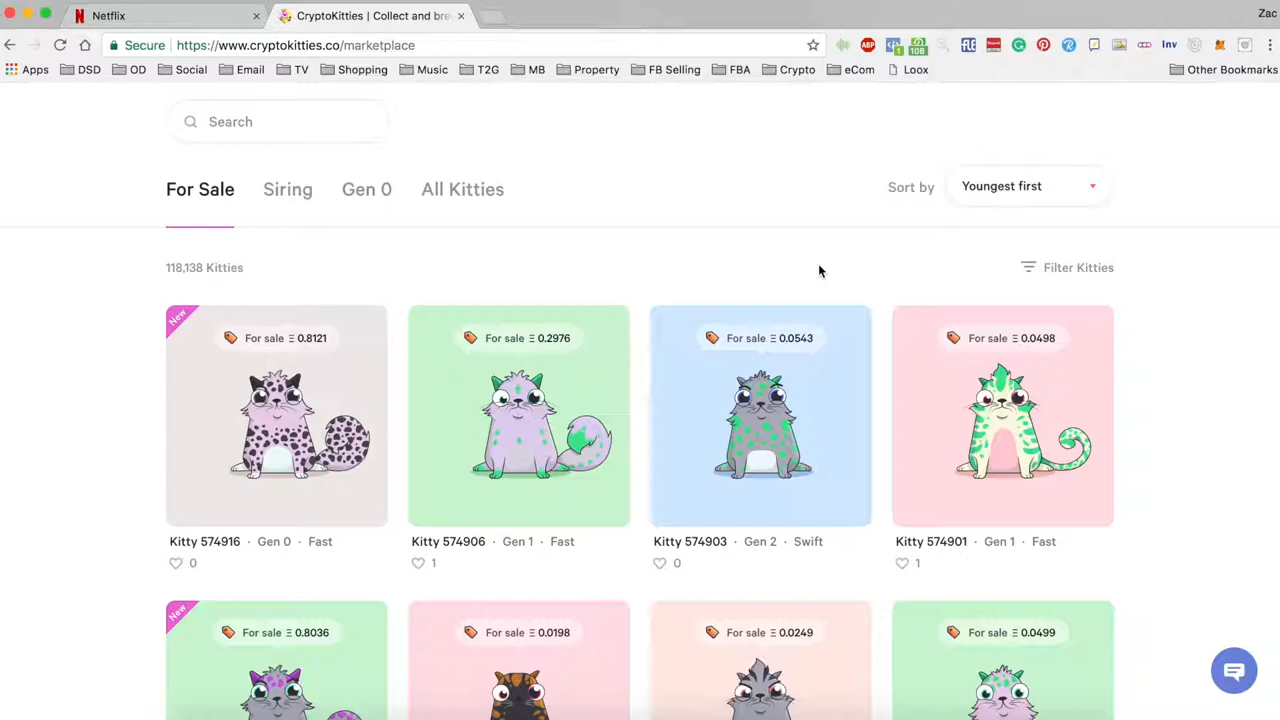 Netflix
CryptoKitties | Collect and bre
Zac
Secure https://www.cryptokitties.co/marketplace
ABP
1
108
Inv
Apps DSD OD Social Email TV Shopping Music T2G MB Property FB Selling FBA Crypto eCom Loox Other Bookmarks
Search
For Sale Siring Gen 0 All Kitties Sort by Youngest first
118,138 Kitties Filter Kitties
New
For sale Ξ 0.8121 For sale Ξ 0.2976 For sale Ξ 0.0543 For sale Ξ 0.0498
Kitty 574916 · Gen 0 · Fast Kitty 574906 · Gen 1 · Fast Kitty 574903 · Gen 2 · Swift Kitty 574901 · Gen 1 · Fast
0 1 0 1
New
For sale Ξ 0.8036 For sale Ξ 0.0198 For sale Ξ 0.0249 For sale Ξ 0.0499